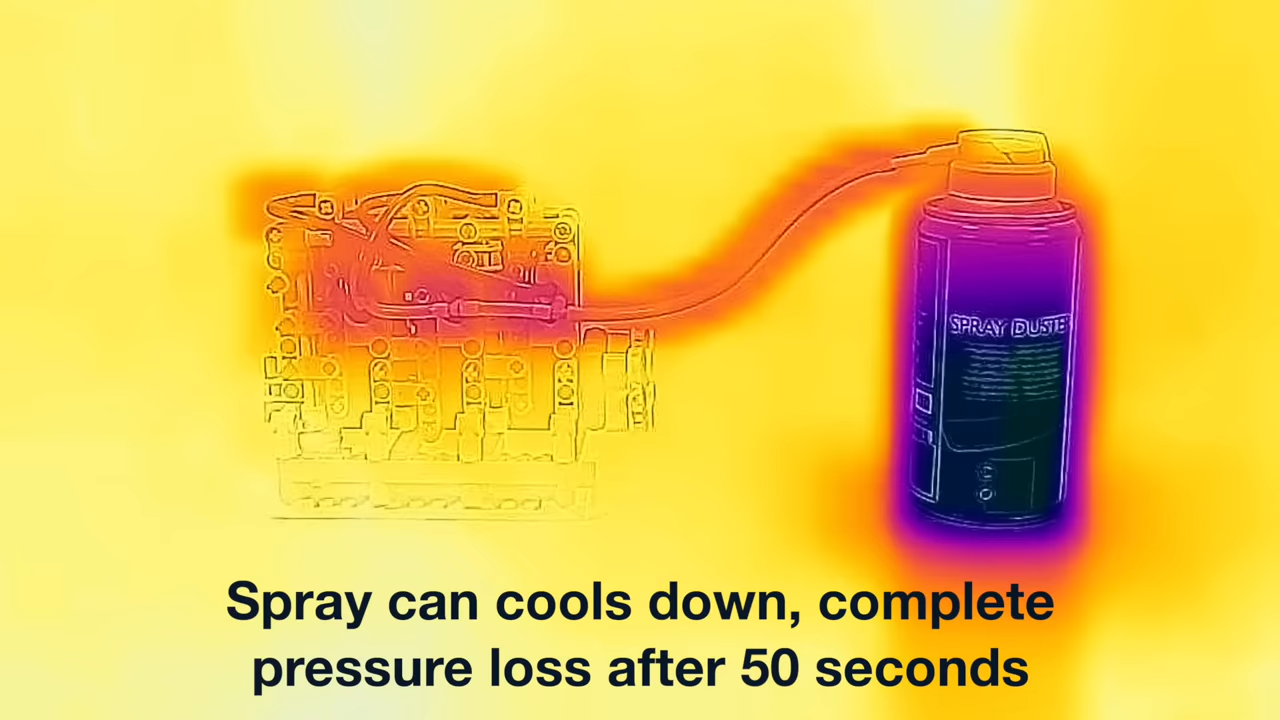 SPRAY DUSTE
Spray can cools down, complete
pressure loss after 50 seconds